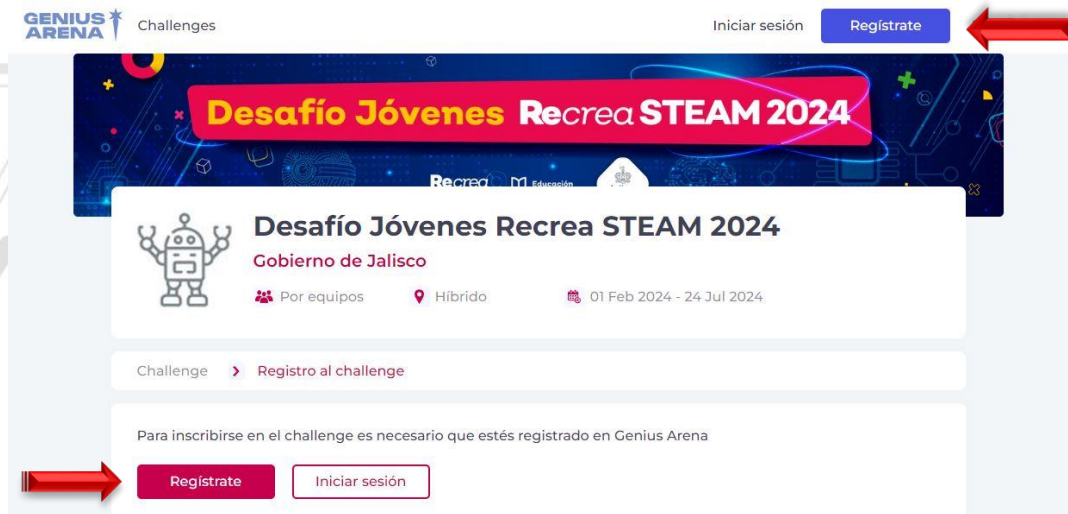 GENIUS
ARENA
Challenges
Iniciar sesión
Regístrate
Desafío Jóvenes Recrea STEAM 2024
Recrea
Educación
Desafío Jóvenes Recrea STEAM 2024
Gobierno de Jalisco
Por equipos
Híbrido
01 Feb 2024 - 24 Jul 2024
Challenge
Registro al challenge
Para inscribirse en el challenge es necesario que estés registrado en Genius Arena
Regístrate
Iniciar sesión